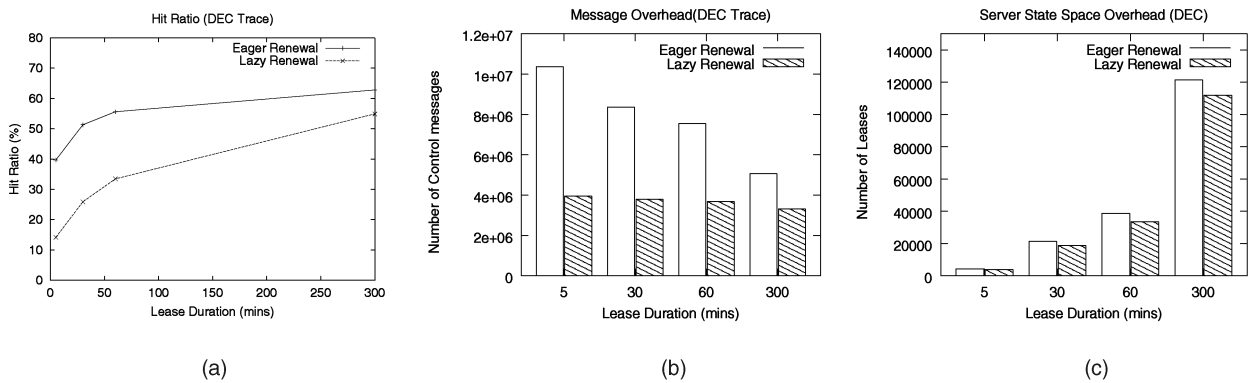 Hit Ratio (DEC Trace)
80
70
60
50
40
30
20
10
0
Hit Ratio (%)
Eager Renewal
Lazy Renewal
0 50 100 150 200 250 300
Lease Duration (mins)
(a)
Message Overhead(DEC Trace)
1.2e+07
1e+07
8e+06
6e+06
4e+06
2e+06
0
Number of Control messages
Eager Renewal
Lazy Renewal
5 30 60 300
Lease Duration (mins)
(b)
Server State Space Overhead (DEC)
140000
120000
100000
80000
60000
40000
20000
0
Number of Leases
Eager Renewal
Lazy Renewal
5 30 60 300
Lease Duration (mins)
(c)